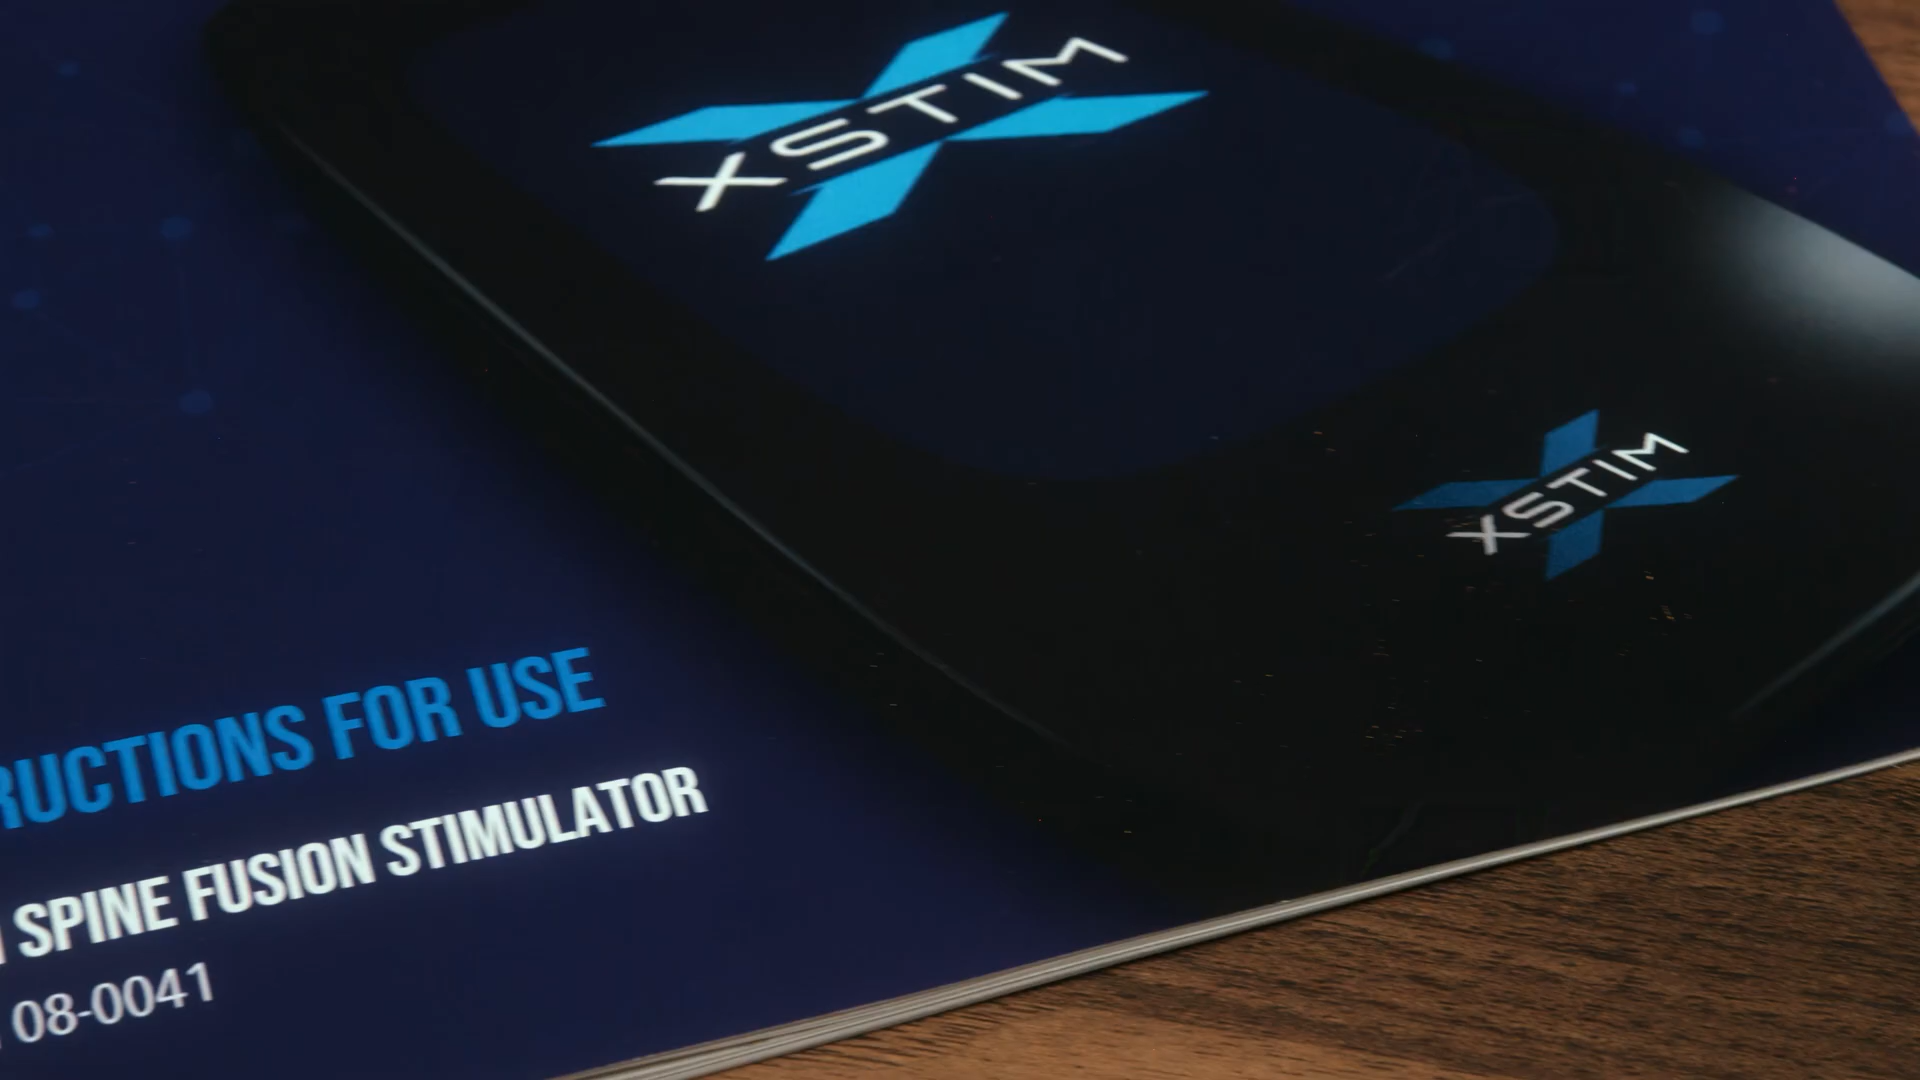 XSTIM
XSTIM
RUCTIONS FOR USE
SPINE FUSION STIMULATOR
08-0041